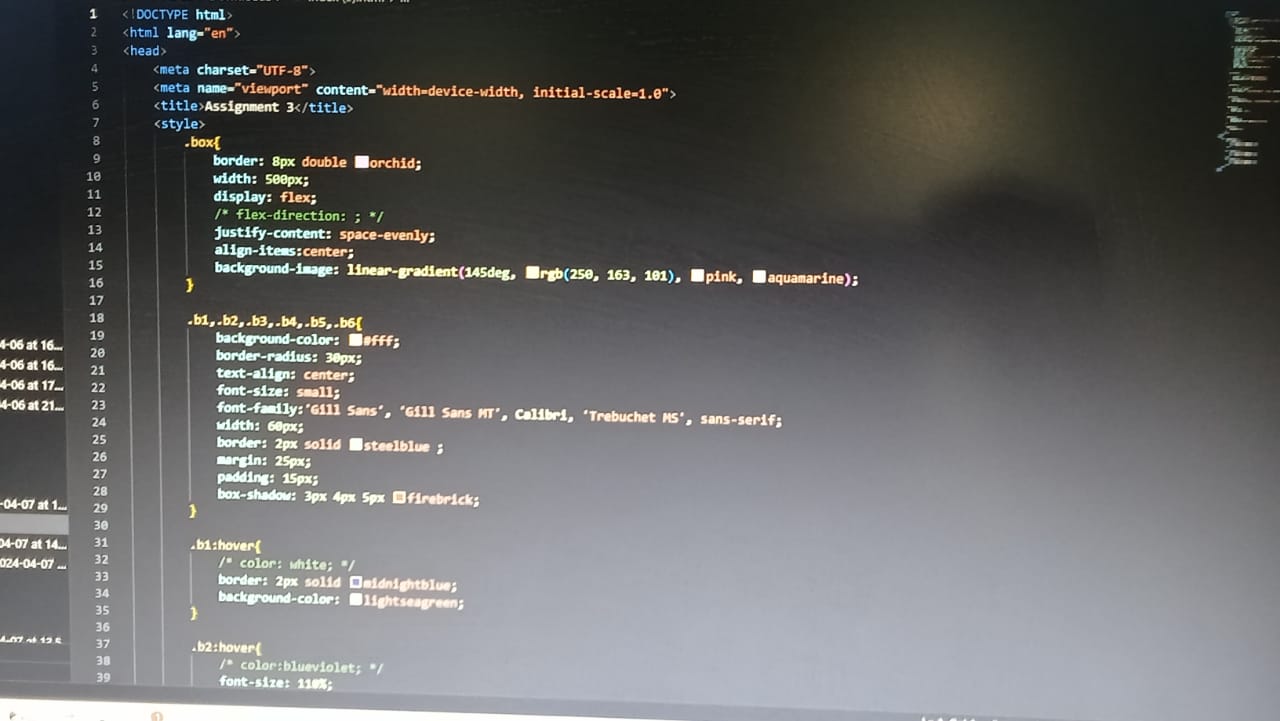 1 <!DOCTYPE html>
2 <html lang="en">
3 <head>
4 <meta charset="UTF-8">
5 <meta name="viewport" content="width=device-width, initial-scale=1.0">
6 <title>Assignment 3</title>
7 <style>
8 .box{
9 border: 8px double orchid;
10 width: 500px;
11 display: flex;
12 /* flex-direction: ; */
13 justify-content: space-evenly;
14 align-items:center;
15 background-image: linear-gradient(145deg, rgb(250, 163, 101), pink, aquamarine);
16 }
17
18 .b1,.b2,.b3,.b4,.b5,.b6{
19 background-color: #fff;
20 border-radius: 30px;
21 text-align: center;
22 font-size: small;
23 font-family:'Gill Sans', 'Gill Sans MT', Calibri, 'Trebuchet MS', sans-serif;
24 width: 60px;
25 border: 2px solid steelblue ;
26 margin: 25px;
27 padding: 15px;
28 box-shadow: 3px 4px 5px firebrick;
29 }
30
31 .b1:hover{
32 /* color: white; */
33 border: 2px solid midnightblue;
34 background-color: lightseagreen;
35 }
36
37 .b2:hover{
38 /* color:blueviolet; */
39 font-size: 110%;
4-06 at 16...
4-06 at 16...
4-06 at 17...
4-06 at 21...
-04-07 at 1...
04-07 at 14...
024-04-07 ...